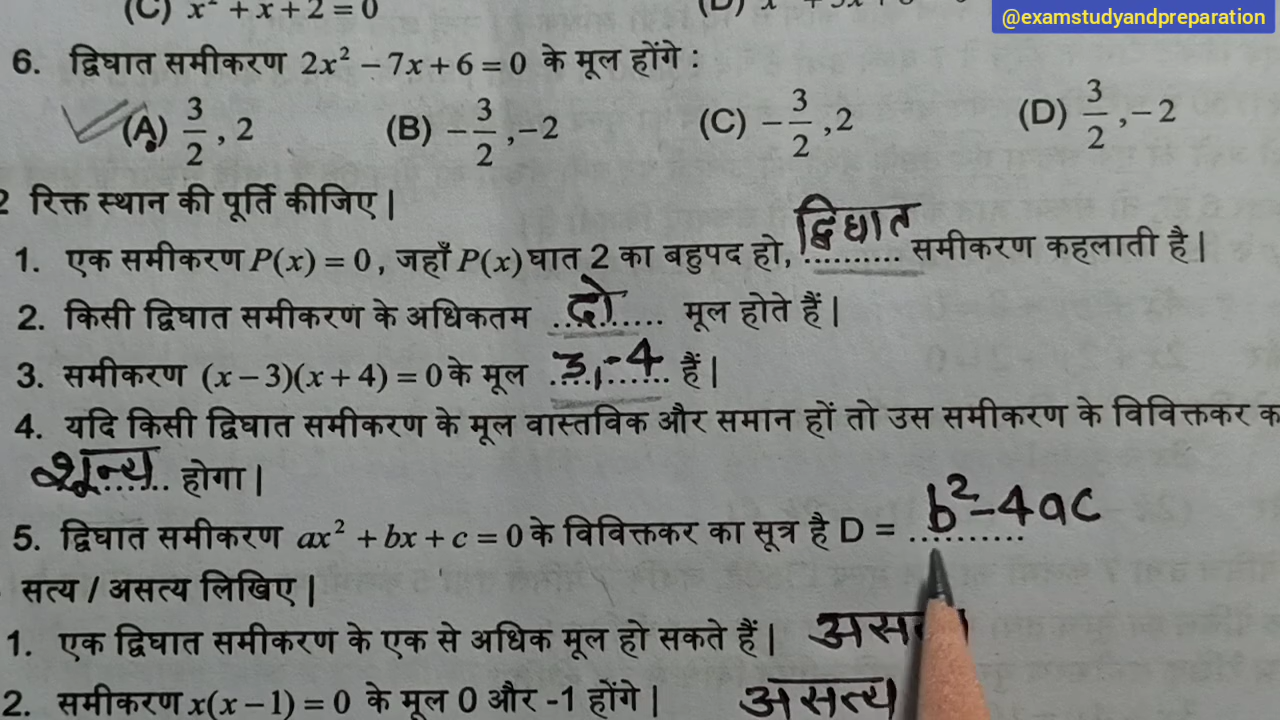 (C) x² + x + 2 = 0
@examstudyandpreparation
6. द्विघात समीकरण 2x² − 7x + 6 = 0 के मूल होंगे :
(A) 3/2 , 2 (B) −3/2 , −2 (C) −3/2 , 2 (D) 3/2 , − 2
2 रिक्त स्थान की पूर्ति कीजिए |
1. एक समीकरण P(x) = 0 , जहाँ P(x) घात 2 का बहुपद हो, द्विघात समीकरण कहलाती है |
2. किसी द्विघात समीकरण के अधिकतम दो मूल होते हैं |
3. समीकरण (x − 3)(x + 4) = 0 के मूल 3, -4 हैं |
4. यदि किसी द्विघात समीकरण के मूल वास्तविक और समान हों तो उस समीकरण के विविक्तकर क
शून्य होगा |
5. द्विघात समीकरण ax² + bx + c = 0 के विविक्तकर का सूत्र है D = b² − 4ac
सत्य / असत्य लिखिए |
1. एक द्विघात समीकरण के एक से अधिक मूल हो सकते हैं |
2. समीकरण x(x − 1) = 0 के मूल 0 और -1 होंगे | असत्य